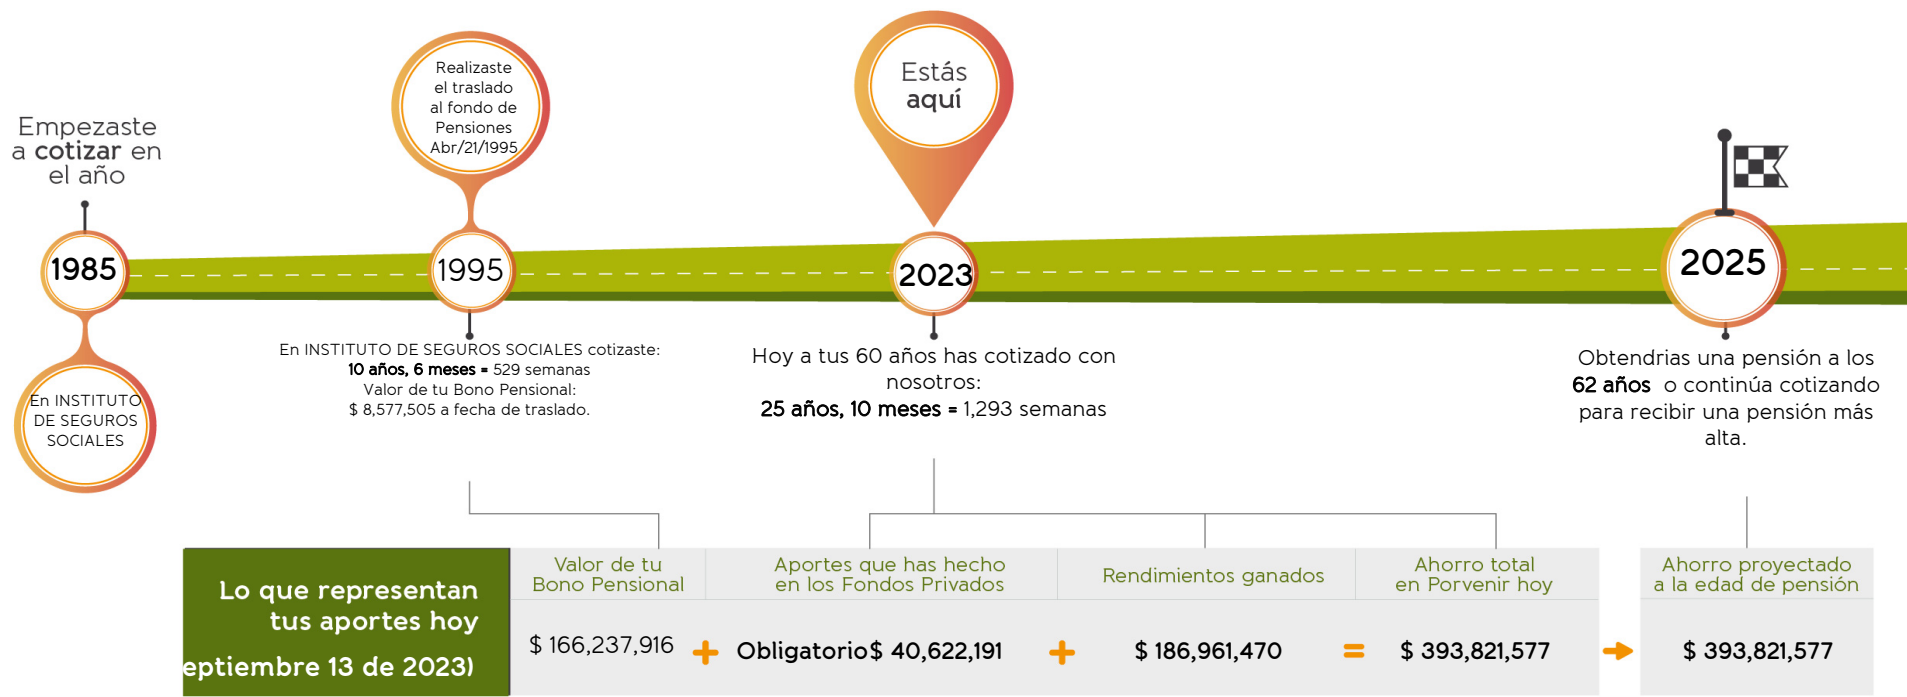 Empezaste
a cotizar en
el año
1985
En INSTITUTO
DE SEGUROS
SOCIALES
Realizaste
el traslado
al fondo de
Pensiones
Abr/21/1995
1995
En INSTITUTO DE SEGUROS SOCIALES cotizaste:
10 años, 6 meses = 529 semanas
Valor de tu Bono Pensional:
$ 8,577,505 a fecha de traslado.
Estás
aquí
2023
Hoy a tus 60 años has cotizado con
nosotros:
25 años, 10 meses = 1,293 semanas
2025
Obtendrias una pensión a los
62 años o continúa cotizando
para recibir una pensión más
alta.
Lo que representan
tus aportes hoy
eptiembre 13 de 2023)
Valor de tu
Bono Pensional
$ 166,237,916
+
Aportes que has hecho
en los Fondos Privados
Obligatorio $ 40,622,191
+
Rendimientos ganados
$ 186,961,470
=
Ahorro total
en Porvenir hoy
$ 393,821,577
Ahorro proyectado
a la edad de pensión
$ 393,821,577